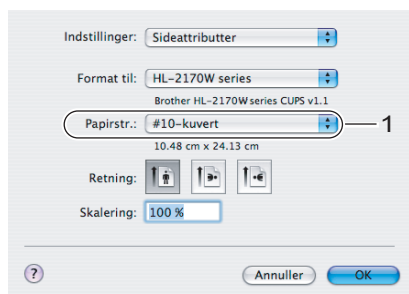 Indstillinger: Sideattributter
Format til: HL-2170W series
Brother HL-2170W series CUPS v1.1
Papirstr.: #10-kuvert 1
10.48 cm x 24.13 cm
Retning:
Skalering: 100 %
? Annuller OK